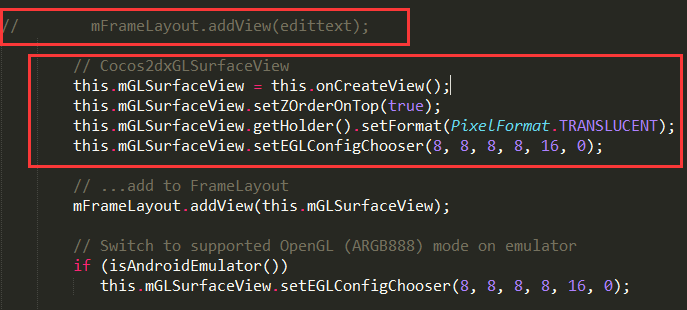 //        mFrameLayout.addView(edittext);
// Cocos2dxGLSurfaceView
this.mGLSurfaceView = this.onCreateView();
this.mGLSurfaceView.setZOrderOnTop(true);
this.mGLSurfaceView.getHolder().setFormat(PixelFormat.TRANSLUCENT);
this.mGLSurfaceView.setEGLConfigChooser(8, 8, 8, 8, 16, 0);
// ...add to FrameLayout
mFrameLayout.addView(this.mGLSurfaceView);
// Switch to supported OpenGL (ARGB888) mode on emulator
if (isAndroidEmulator())
this.mGLSurfaceView.setEGLConfigChooser(8, 8, 8, 8, 16, 0);